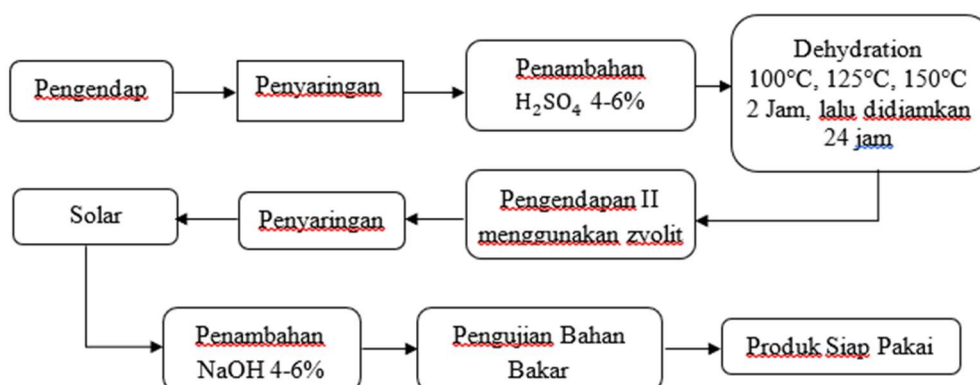 Pengendap
Penyaringan
Penambahan
H₂SO₄ 4-6%
Dehydration
100°C, 125°C, 150°C
2 Jam, lalu didiamkan
24 jam
Solar
Penyaringan
Pengendapan II
menggunakan zyolit
Penambahan
NaOH 4-6%
Pengujian Bahan
Bakar
Produk Siap Pakai